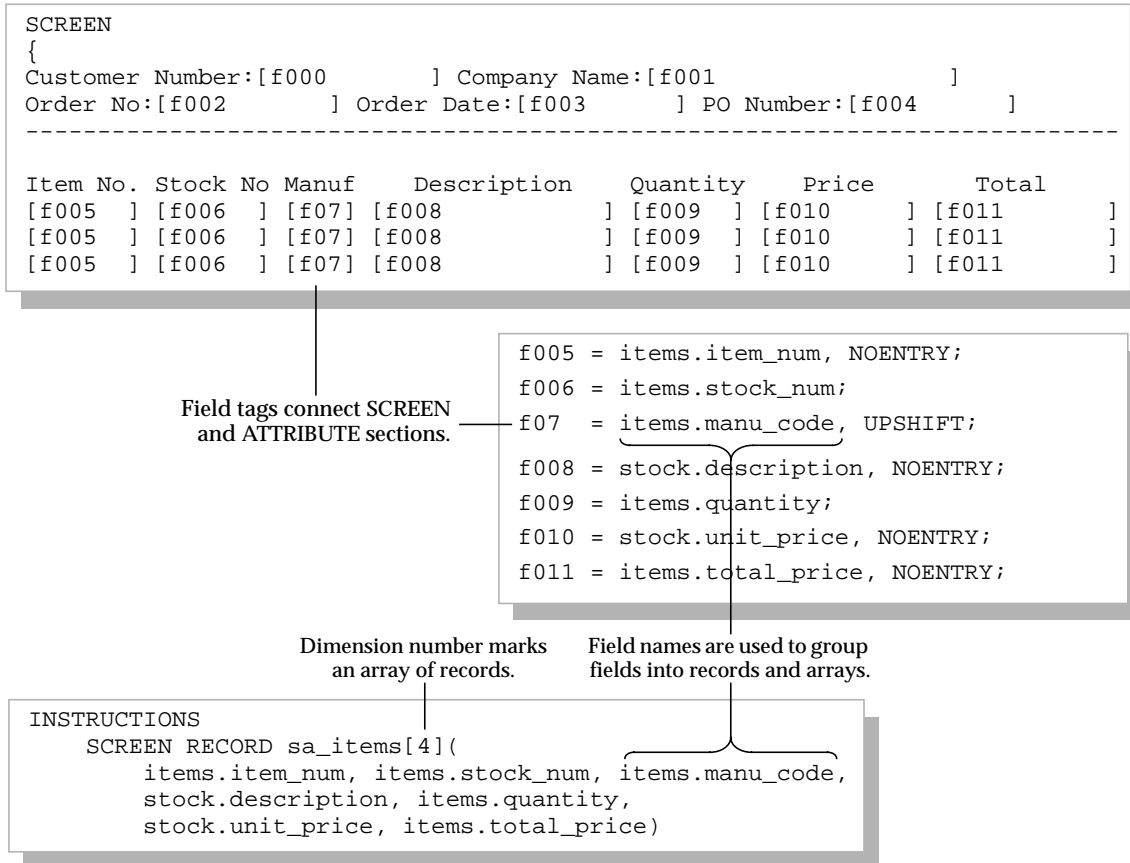 SCREEN
{
Customer Number:[f000        ] Company Name:[f001                ]
Order No:[f002       ] Order Date:[f003      ] PO Number:[f004      ]
----------------------------------------------------------------------------
Item No. Stock No Manuf    Description    Quantity    Price       Total
[f005  ] [f006  ] [f07] [f008           ] [f009  ] [f010      ] [f011       ]
[f005  ] [f006  ] [f07] [f008           ] [f009  ] [f010      ] [f011       ]
[f005  ] [f006  ] [f07] [f008           ] [f009  ] [f010      ] [f011       ]
f005 = items.item_num, NOENTRY;
f006 = items.stock_num;
f07  = items.manu_code, UPSHIFT;
f008 = stock.description, NOENTRY;
f009 = items.quantity;
f010 = stock.unit_price, NOENTRY;
f011 = items.total_price, NOENTRY;
Field tags connect SCREEN
and ATTRIBUTE sections.
Dimension number marks
an array of records.
Field names are used to group
fields into records and arrays.
INSTRUCTIONS
    SCREEN RECORD sa_items[4](
        items.item_num, items.stock_num, items.manu_code,
        stock.description, items.quantity,
        stock.unit_price, items.total_price)